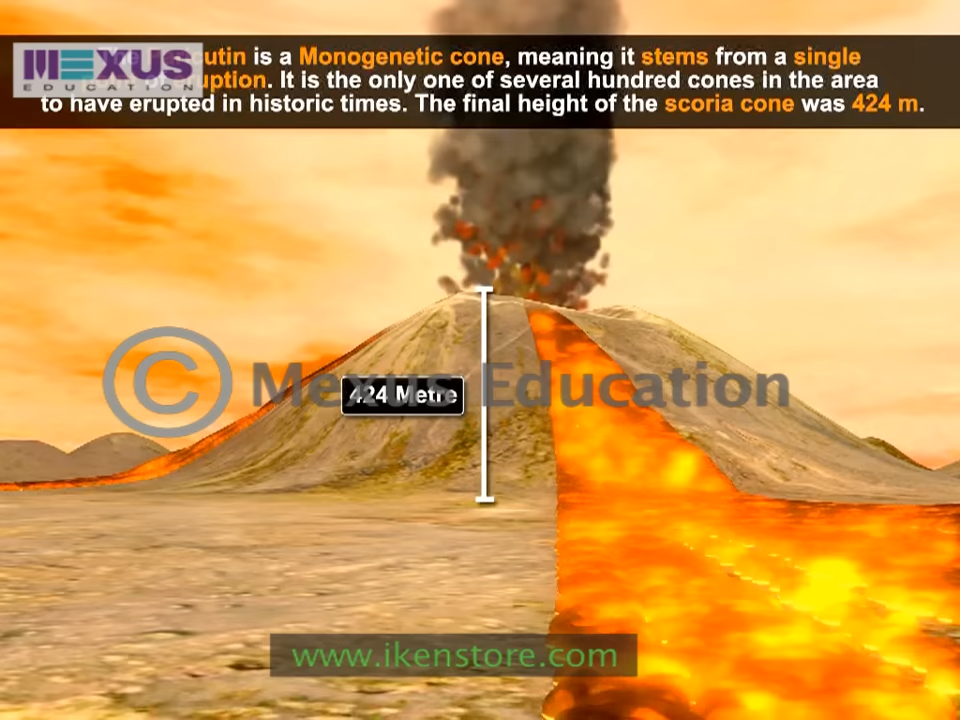 MEXUS
EDUCATION
cutin is a Monogenetic cone, meaning it stems from a single
uption. It is the only one of several hundred cones in the area
to have erupted in historic times. The final height of the scoria cone was 424 m.
© Mexus Education
424 Metre
www.ikenstore.com